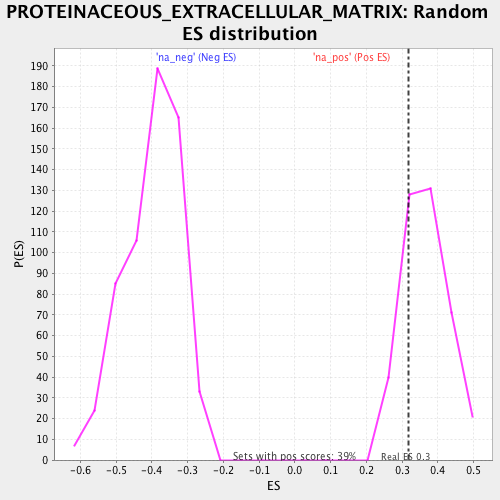 PROTEINACEOUS_EXTRACELLULAR_MATRIX: Random
ES distribution
'na_neg' (Neg ES)
'na_pos' (Pos ES)
190
180
170
160
150
140
130
120
110
100
90
80
70
60
50
40
30
20
10
0
P(ES)
Sets with pos scores: 39%
Real ES 0.3
-0.6 -0.5 -0.4 -0.3 -0.2 -0.1 0.0 0.1 0.2 0.3 0.4 0.5
ES